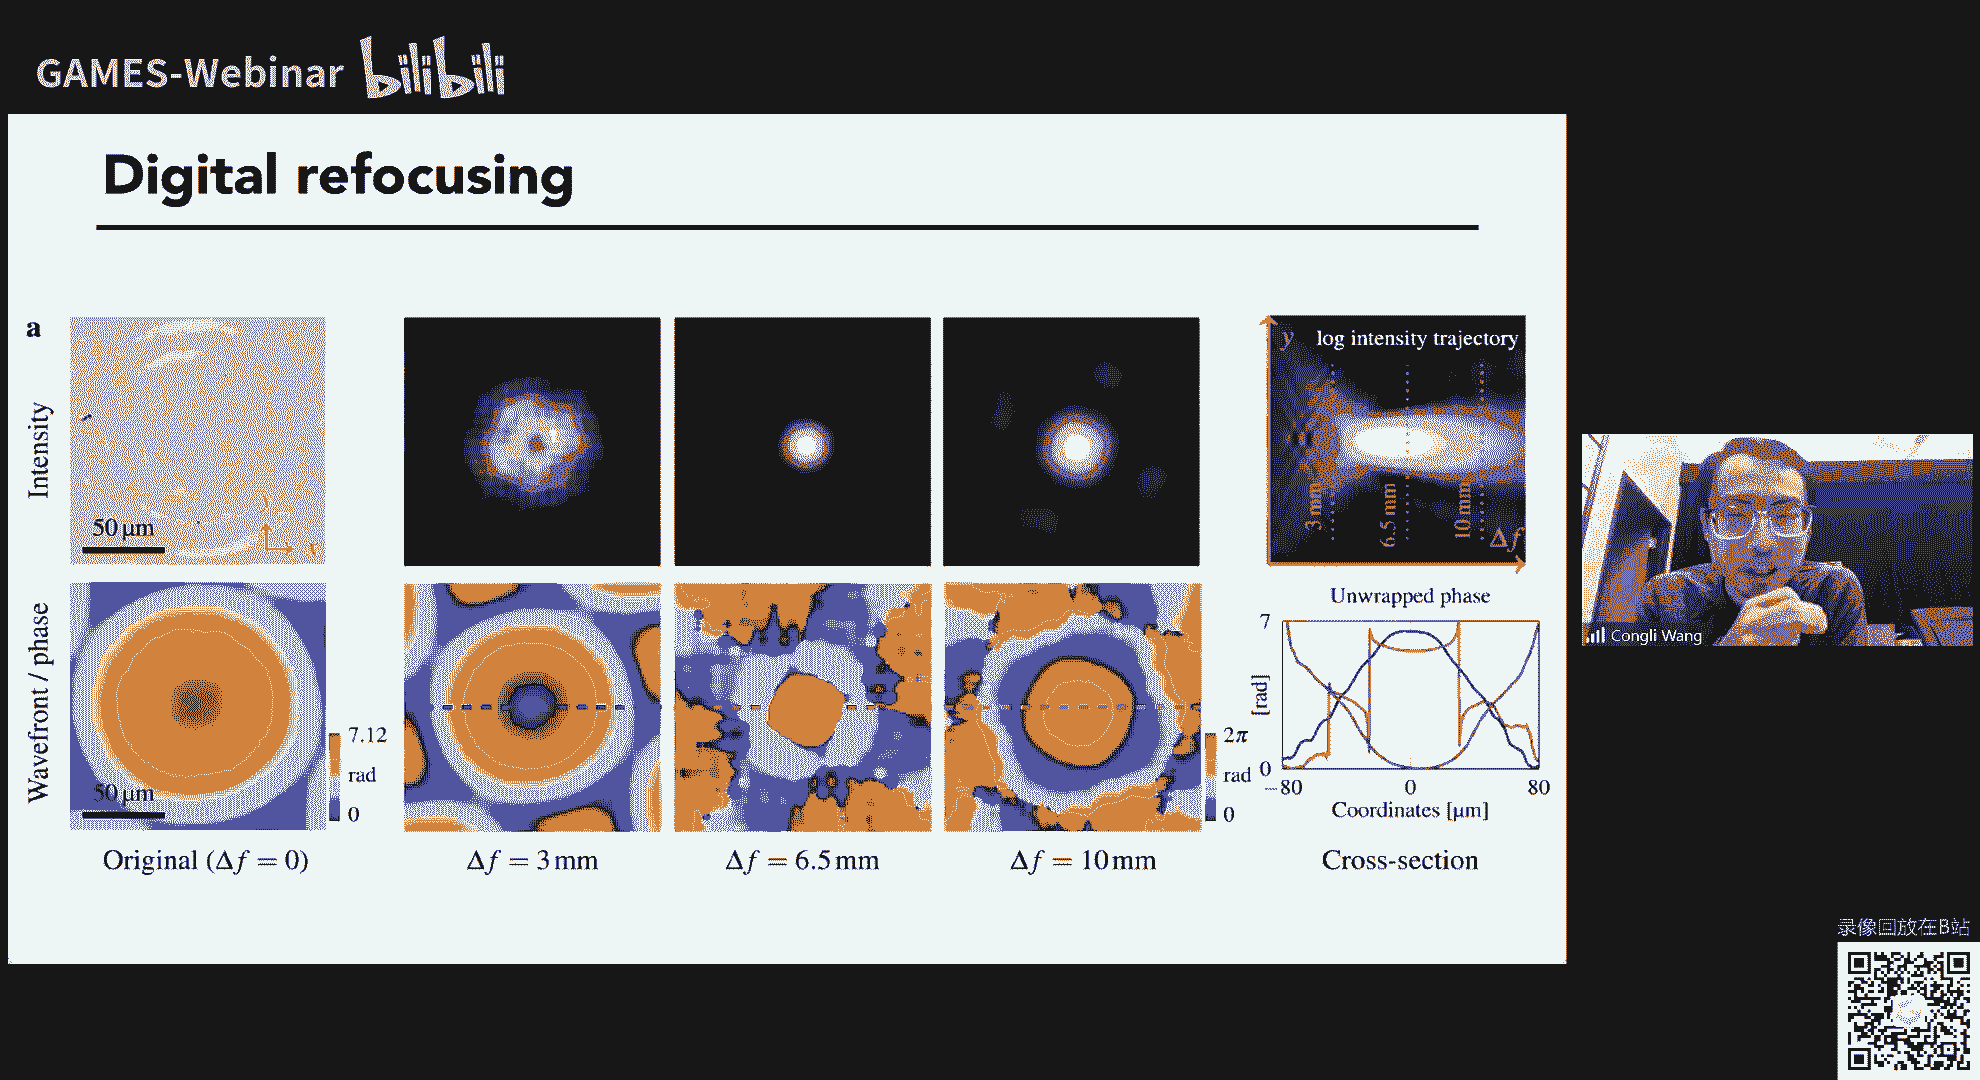 GAMES-Webinar bilibili
Digital refocusing
a
Intensity
50 μm
x
y
log intensity trajectory
3 mm
6.5 mm
10 mm
Δf
Wavefront / phase
50 μm
7.12
rad
0
2π
rad
0
Unwrapped phase
7
[rad]
0
−80
0
80
Coordinates [μm]
Original (Δf = 0)
Δf = 3 mm
Δf = 6.5 mm
Δf = 10 mm
Cross-section
Congli Wang
录像回放在B站